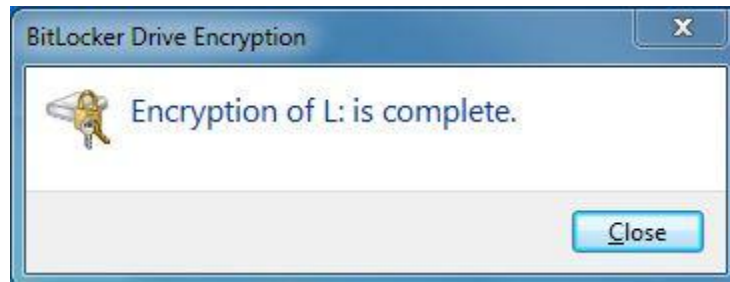 BitLocker Drive Encryption
Encryption of L: is complete.
Close